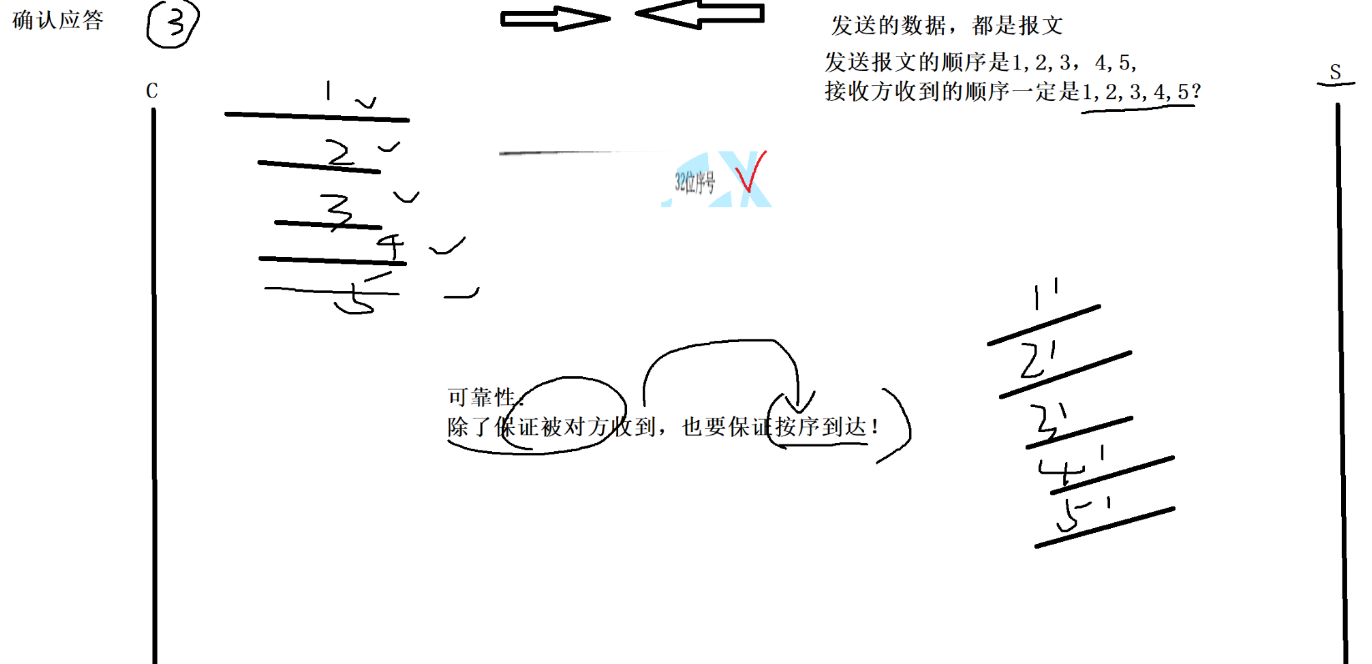 确认应答 3
发送的数据，都是报文
发送报文的顺序是1,2,3，4,5,
接收方收到的顺序一定是1,2,3,4,5?
C
S
1
2
3
4
5
32位序号
1'
2'
3'
4'
5'
可靠性：
除了保证被对方收到，也要保证按序到达！